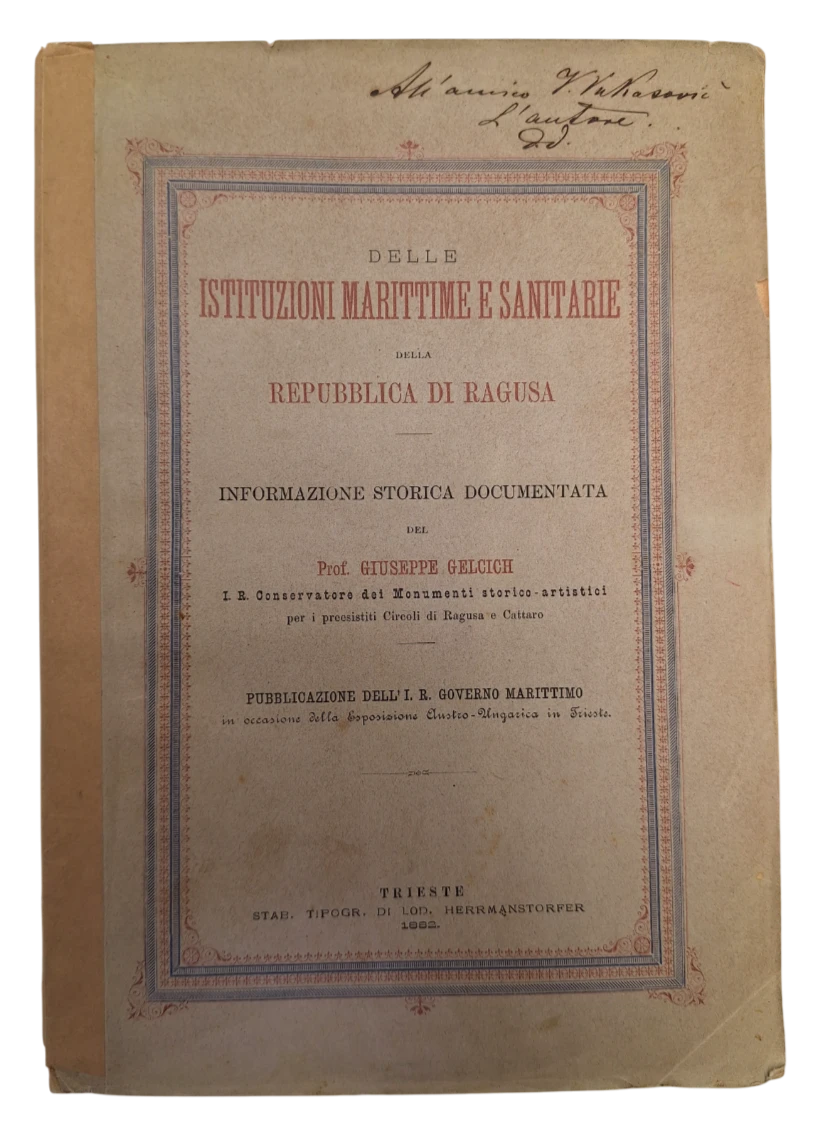 All'amico V. Vukasović
L'autore.
Dd.
DELLE
ISTITUZIONI MARITTIME E SANITARIE
DELLA
REPUBBLICA DI RAGUSA
INFORMAZIONE STORICA DOCUMENTATA
DEL
Prof. GIUSEPPE GELCICH
I. R. Conservatore dei Monumenti storico-artistici
per i preesistiti Circoli di Ragusa e Cattaro
PUBBLICAZIONE DELL' I. R. GOVERNO MARITTIMO
in occasione della Esposizione Austro-Ungarica in Trieste.
TRIESTE
STAB. TIPOGR. DI LOD. HERRMANSTORFER
1882.